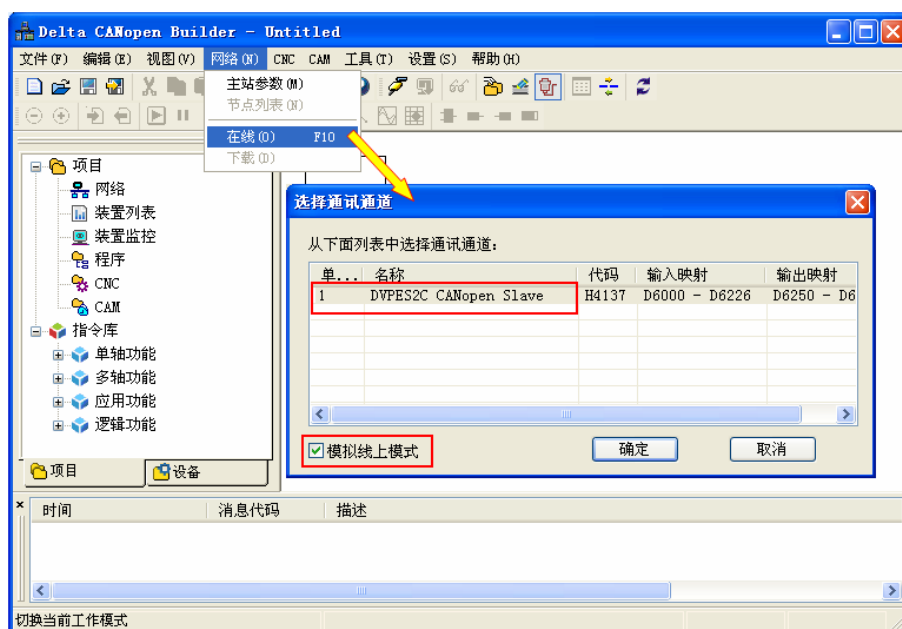 Delta CANopen Builder - Untitled
文件(F) 编辑(E) 视图(V) 网络(N) CNC CAM 工具(T) 设置(S) 帮助(H)
主站参数(M)
节点列表(N)
在线(O) F10
下载(D)
项目
网络
装置列表
装置监控
程序
CNC
CAM
指令库
单轴功能
多轴功能
应用功能
逻辑功能
项目 设备
选择通讯通道
从下面列表中选择通讯通道:
单... 名称 代码 输入映射 输出映射
1 DVPES2C CANopen Slave H4137 D6000 - D6226 D6250 - D6
模拟线上模式 确定 取消
时间 消息代码 描述
切换当前工作模式